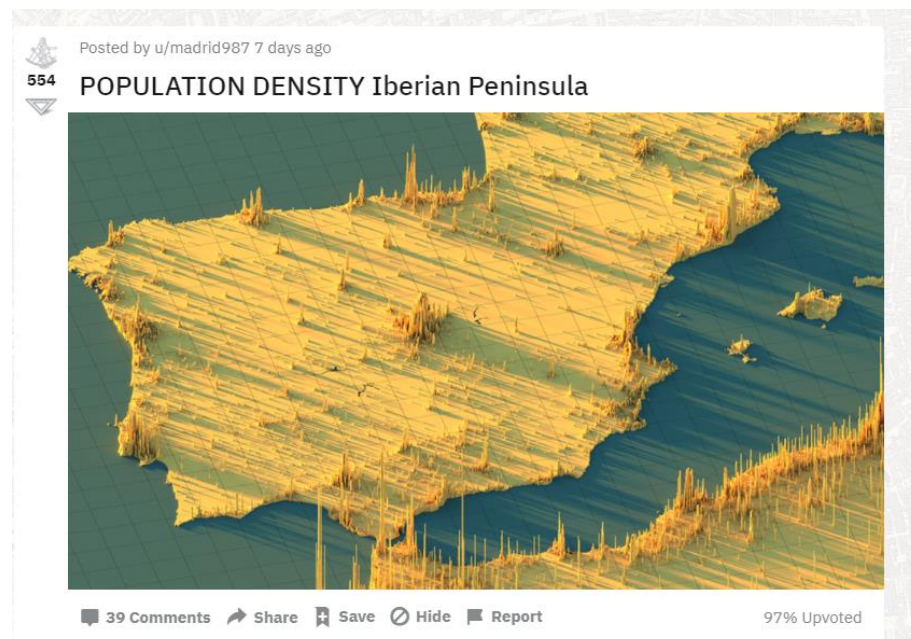 Posted by u/madrid987 7 days ago
554
POPULATION DENSITY Iberian Peninsula
39 Comments Share Save Hide Report
97% Upvoted